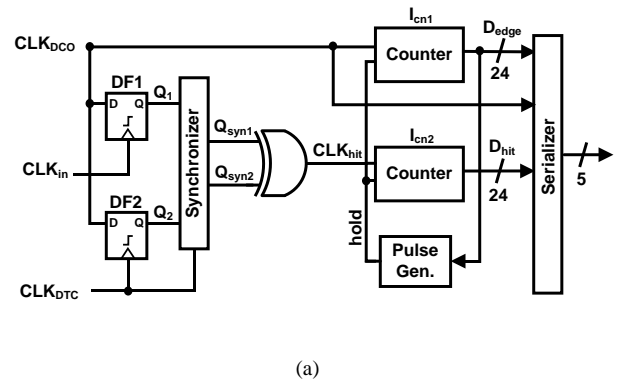 I_cn1
CLK_DCO
Counter
D_edge
24
DF1
D Q
Q_1
CLK_in
Synchronizer
Q_syn1
Q_syn2
CLK_hit
I_cn2
Counter
D_hit
24
Serializer
5
DF2
D Q
Q_2
hold
Pulse
Gen.
CLK_DTC
(a)